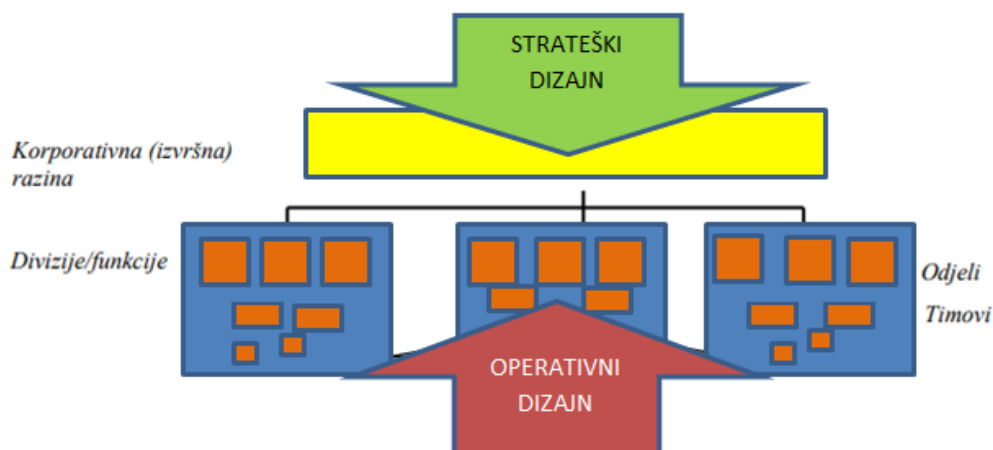 STRATEŠKI
DIZAJN
Korporativna (izvršna)
razina
Divizije/funkcije
Odjeli
Timovi
OPERATIVNI
DIZAJN